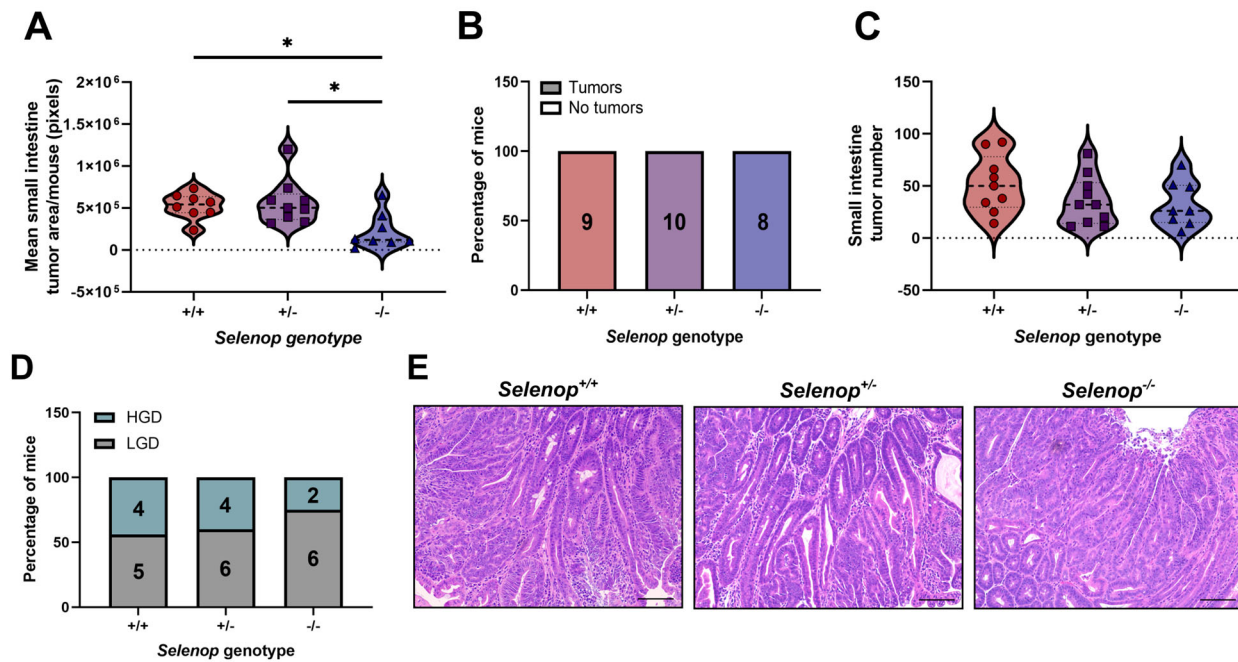 A
Mean small intestine
tumor area/mouse (pixels)
2×10⁶
1.5×10⁶
1×10⁶
5×10⁵
0
-5×10⁵
*
*
+/+
+/-
-/-
Selenop genotype
B
Percentage of mice
150
100
50
0
Tumors
No tumors
9
10
8
+/+
+/-
-/-
Selenop genotype
C
Small intestine
tumor number
150
100
50
0
-50
+/+
+/-
-/-
Selenop genotype
D
Percentage of mice
150
100
50
0
HGD
LGD
4
4
2
5
6
6
+/+
+/-
-/-
Selenop genotype
E
Selenop+/+
Selenop+/-
Selenop-/-